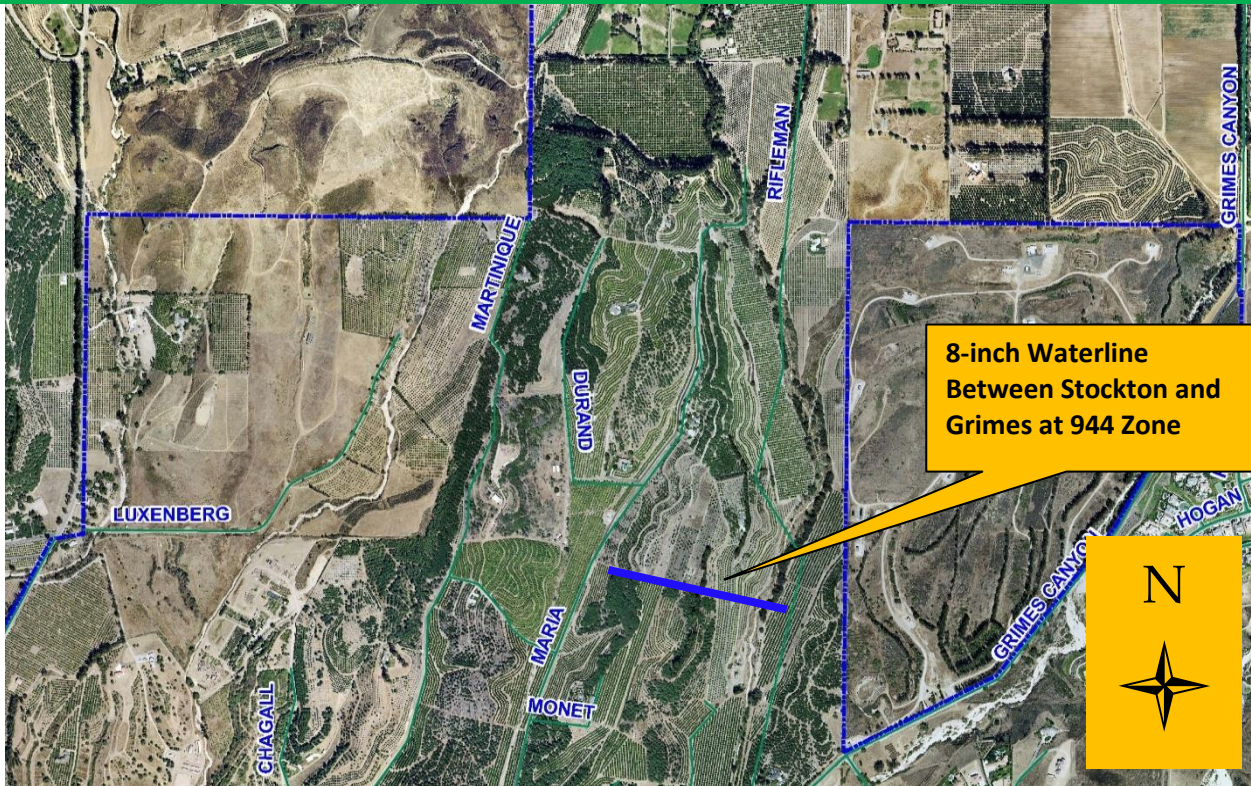 RIFLEMAN
GRIMES CANYON
MARTINIQUE
8-inch Waterline
Between Stockton and
Grimes at 944 Zone
DURAND
LUXENBERG
HOGAN
N
GRIMES CANYON
MARIA
MONET
CHAGALL